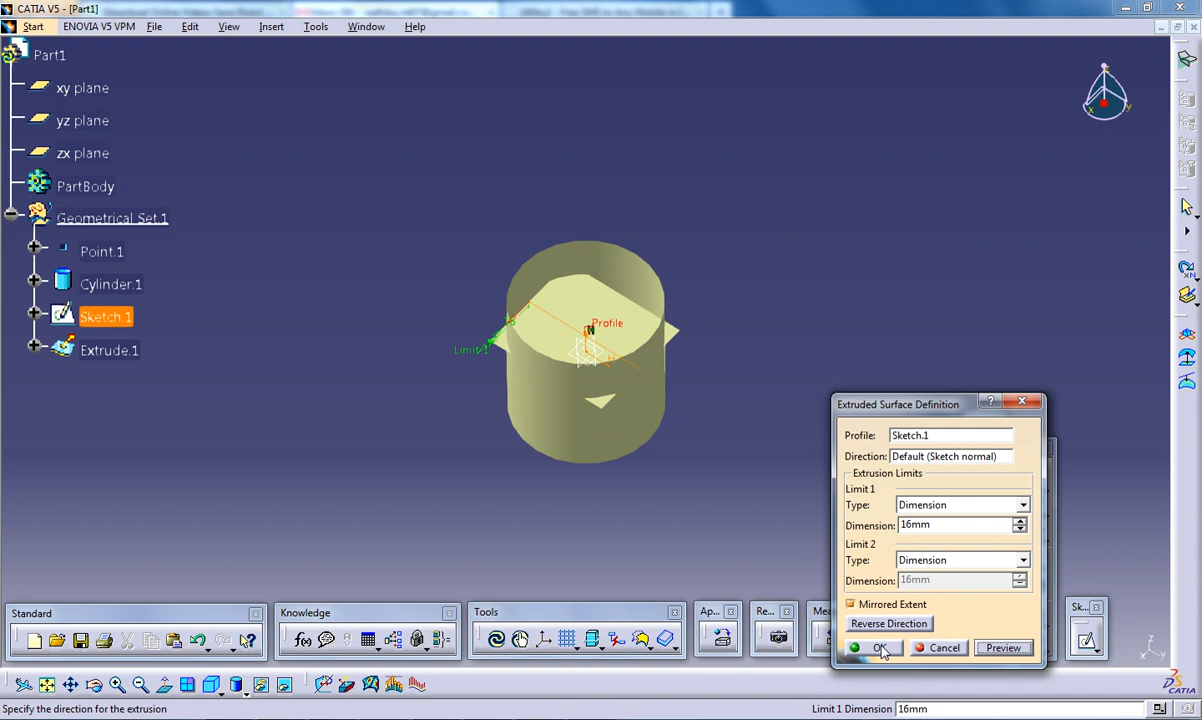 CATIA V5 - [Part1]
Start ENOVIA V5 VPM File Edit View Insert Tools Window Help
Part1
xy plane
yz plane
zx plane
PartBody
Geometrical Set.1
Point.1
Cylinder.1
Sketch.1
Extrude.1
z
x
y
Profile
Limit1
H
Extruded Surface Definition
Profile: Sketch.1
Direction: Default (Sketch normal)
Extrusion Limits
Limit 1
Type: Dimension
Dimension: 16mm
Limit 2
Type: Dimension
Dimension: 16mm
Mirrored Extent
Reverse Direction
OK Cancel Preview
Standard
Knowledge
Tools
Ap...
Re...
Mea
Sk...
f(x)
z
x y
CATIA
Specify the direction for the extrusion
Limit 1 Dimension 16mm